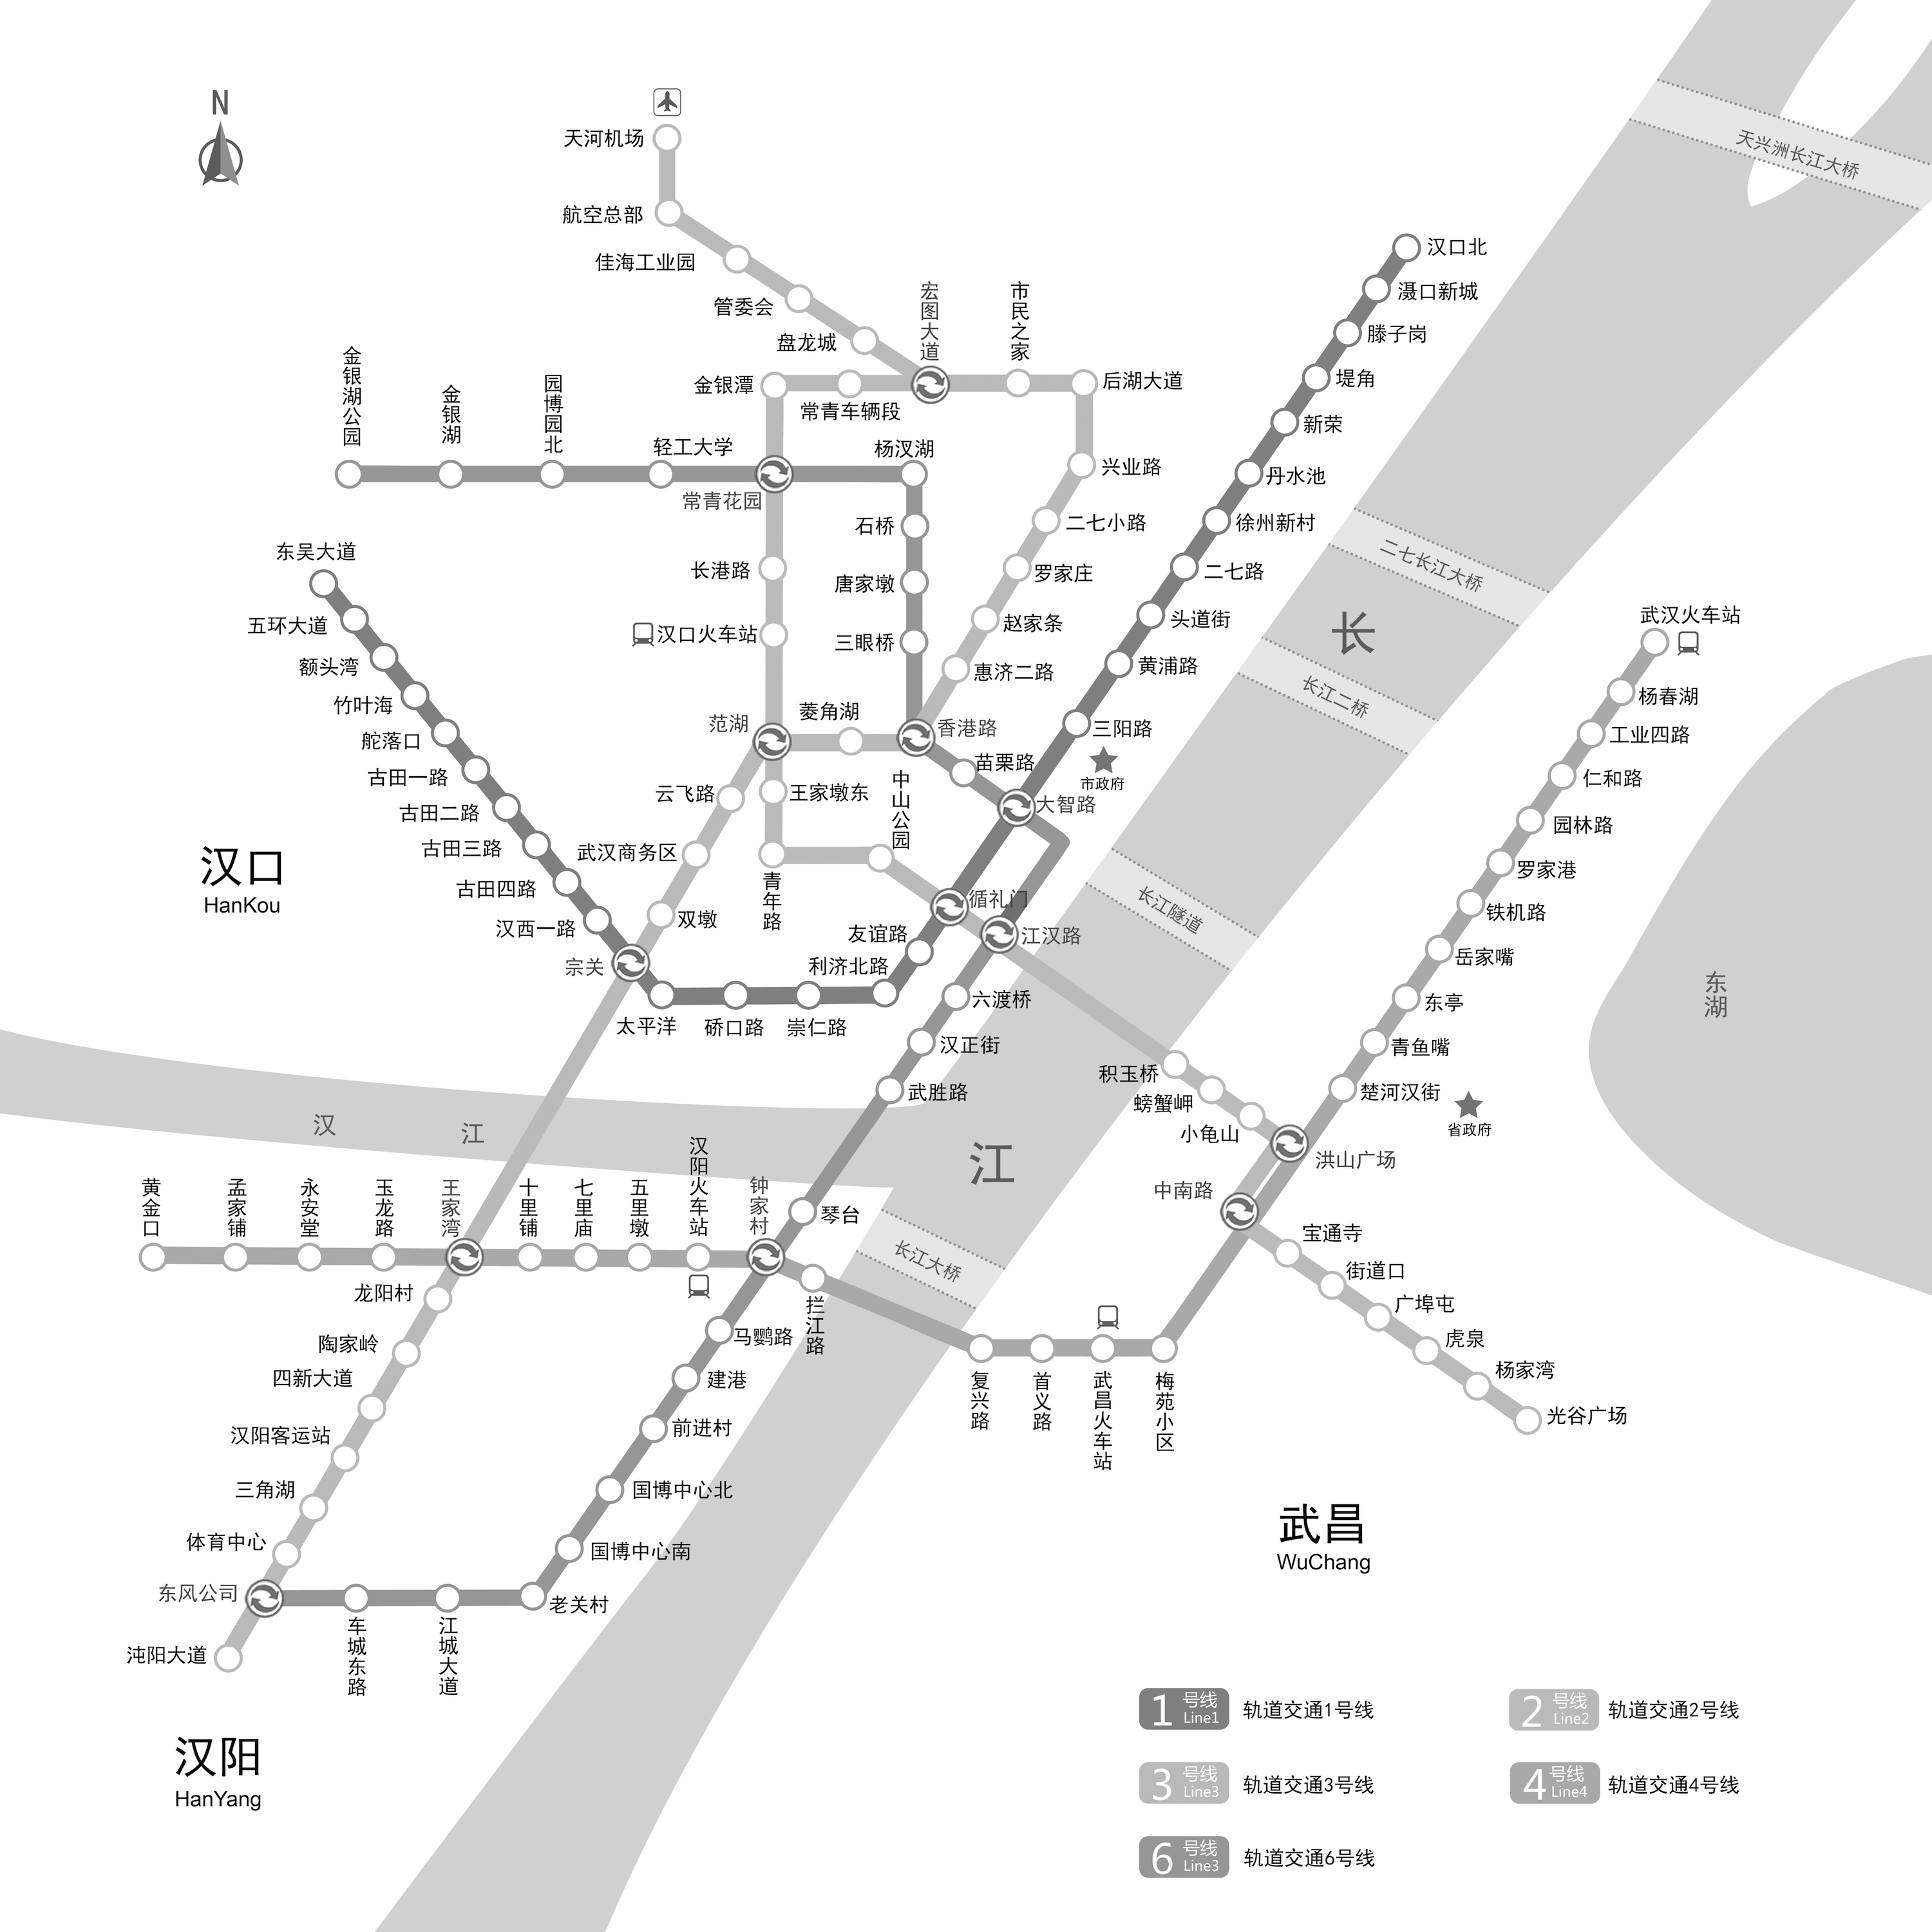 N
天河机场
航空总部
佳海工业园
管委会
盘龙城
宏图大道
市民之家
金银潭
常青车辆段
后湖大道
天兴洲长江大桥
汉口北
滠口新城
滕子岗
堤角
新荣
丹水池
徐州新村
二七路
头道街
黄浦路
三阳路
市政府
大智路
金银湖公园
金银湖
园博园北
轻工大学
常青花园
杨汊湖
石桥
唐家墩
三眼桥
香港路
苗栗路
兴业路
二七小路
罗家庄
赵家条
惠济二路
长港路
汉口火车站
范湖
菱角湖
云飞路
王家墩东
武汉商务区
青年路
中山公园
双墩
宗关
循礼门
江汉路
友谊路
利济北路
东吴大道
五环大道
额头湾
竹叶海
舵落口
古田一路
古田二路
古田三路
古田四路
汉西一路
太平洋
硚口路
崇仁路
汉口
HanKou
六渡桥
汉正街
武胜路
二七长江大桥
长
长江二桥
长江隧道
江
长江大桥
汉
江
东湖
武汉火车站
杨春湖
工业四路
仁和路
园林路
罗家港
铁机路
岳家嘴
东亭
青鱼嘴
楚河汉街
省政府
积玉桥
螃蟹岬
小龟山
洪山广场
中南路
宝通寺
街道口
广埠屯
虎泉
杨家湾
光谷广场
黄金口
孟家铺
永安堂
玉龙路
王家湾
十里铺
七里庙
五里墩
汉阳火车站
钟家村
琴台
拦江路
复兴路
首义路
武昌火车站
梅苑小区
龙阳村
陶家岭
四新大道
汉阳客运站
三角湖
体育中心
东风公司
沌阳大道
马鹦路
建港
前进村
国博中心北
国博中心南
老关村
车城东路
江城大道
武昌
WuChang
汉阳
HanYang
1 号线 Line1 轨道交通1号线
2 号线 Line2 轨道交通2号线
3 号线 Line3 轨道交通3号线
4 号线 Line4 轨道交通4号线
6 号线 Line3 轨道交通6号线